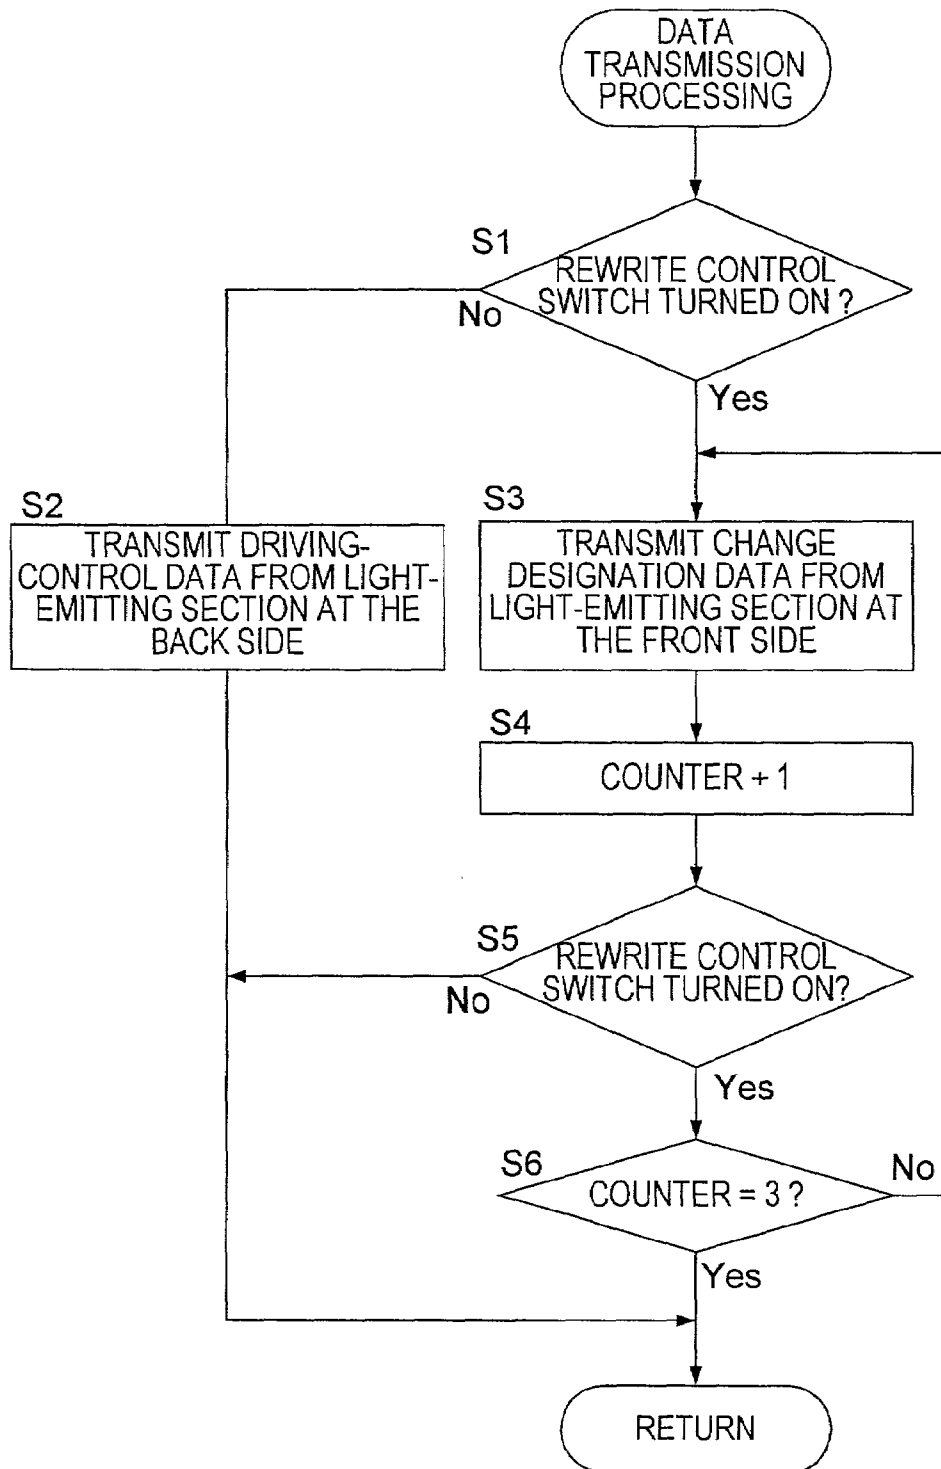 DATA
TRANSMISSION
PROCESSING
S1
REWRITE CONTROL
SWITCH TURNED ON ?
No
Yes
S2
TRANSMIT DRIVING-
CONTROL DATA FROM LIGHT-
EMITTING SECTION AT THE
BACK SIDE
S3
TRANSMIT CHANGE
DESIGNATION DATA FROM
LIGHT-EMITTING SECTION AT
THE FRONT SIDE
S4
COUNTER + 1
S5
REWRITE CONTROL
SWITCH TURNED ON?
No
Yes
S6
COUNTER = 3 ?
No
Yes
RETURN